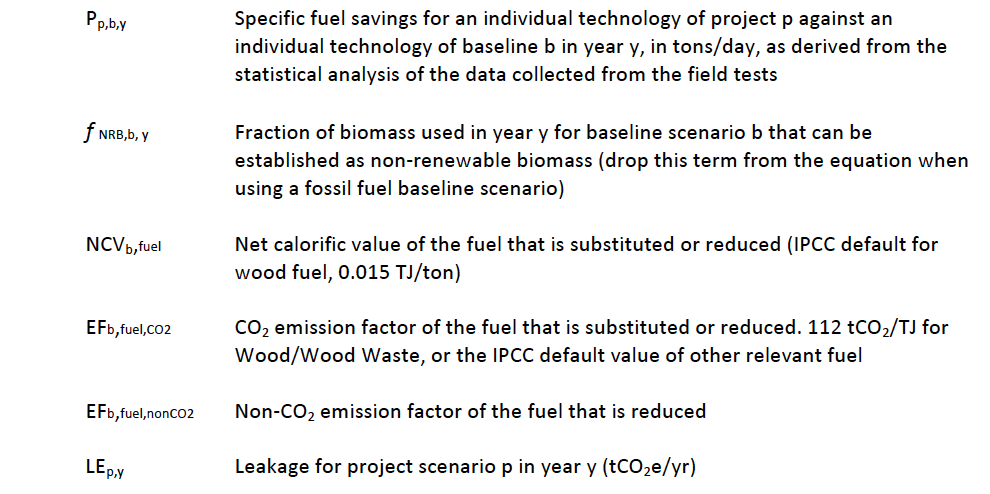 P p,b,y Specific fuel savings for an individual technology of project p against an
individual technology of baseline b in year y, in tons/day, as derived from the
statistical analysis of the data collected from the field tests
ƒ NRB,b, y Fraction of biomass used in year y for baseline scenario b that can be
established as non-renewable biomass (drop this term from the equation when
using a fossil fuel baseline scenario)
NCVb,fuel Net calorific value of the fuel that is substituted or reduced (IPCC default for
wood fuel, 0.015 TJ/ton)
EFb,fuel,CO2 CO₂ emission factor of the fuel that is substituted or reduced. 112 tCO₂/TJ for
Wood/Wood Waste, or the IPCC default value of other relevant fuel
EFb,fuel,nonCO2 Non-CO₂ emission factor of the fuel that is reduced
LEp,y Leakage for project scenario p in year y (tCO₂e/yr)